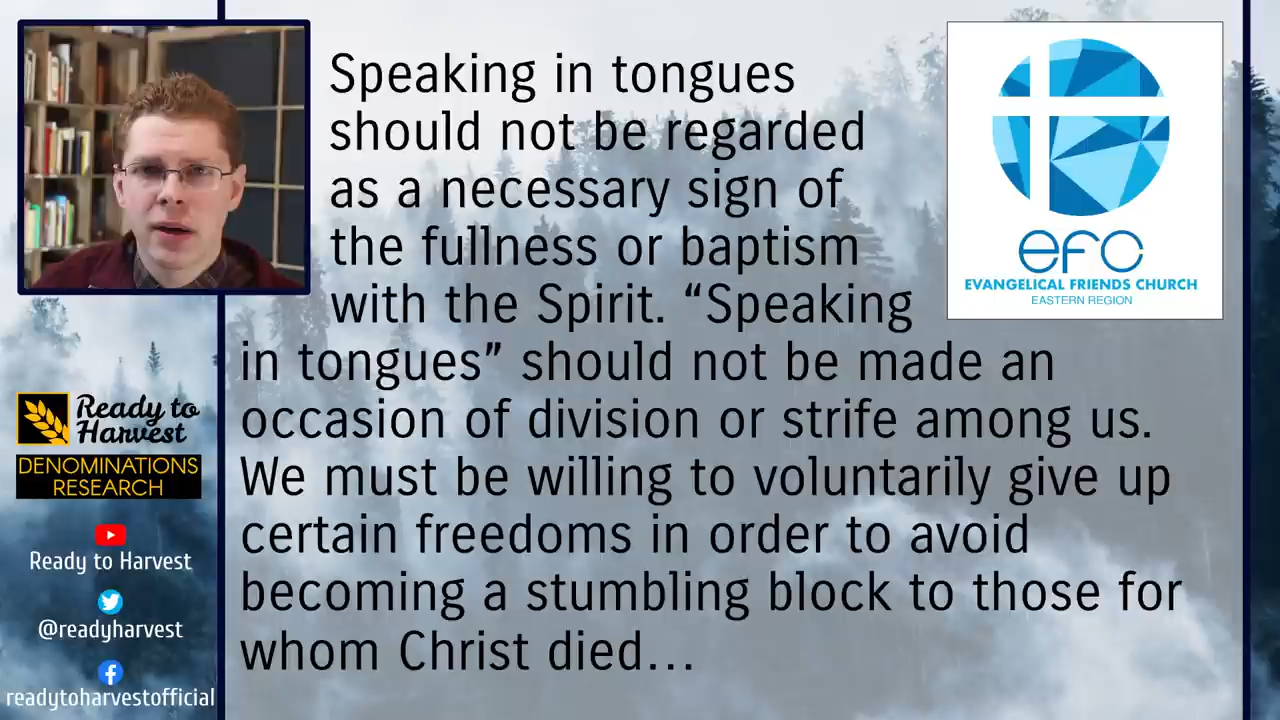 Speaking in tongues
should not be regarded
as a necessary sign of
the fullness or baptism
with the Spirit. “Speaking
in tongues” should not be made an
occasion of division or strife among us.
We must be willing to voluntarily give up
certain freedoms in order to avoid
becoming a stumbling block to those for
whom Christ died…
efc
EVANGELICAL FRIENDS CHURCH
EASTERN REGION
Ready to
Harvest
DENOMINATIONS
RESEARCH
Ready to Harvest
@readyharvest
readytoharvestofficial